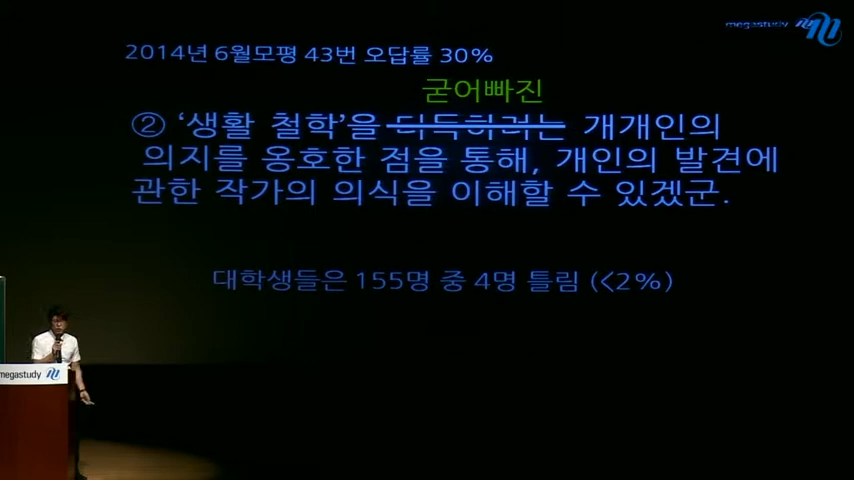 megastudy
2014년 6월모평 43번 오답률 30%
굳어빠진
② ‘생활 철학’을 터득하려는 개개인의
의지를 옹호한 점을 통해, 개인의 발견에
관한 작가의 의식을 이해할 수 있겠군.
대학생들은 155명 중 4명 틀림 (<2%)
megastudy